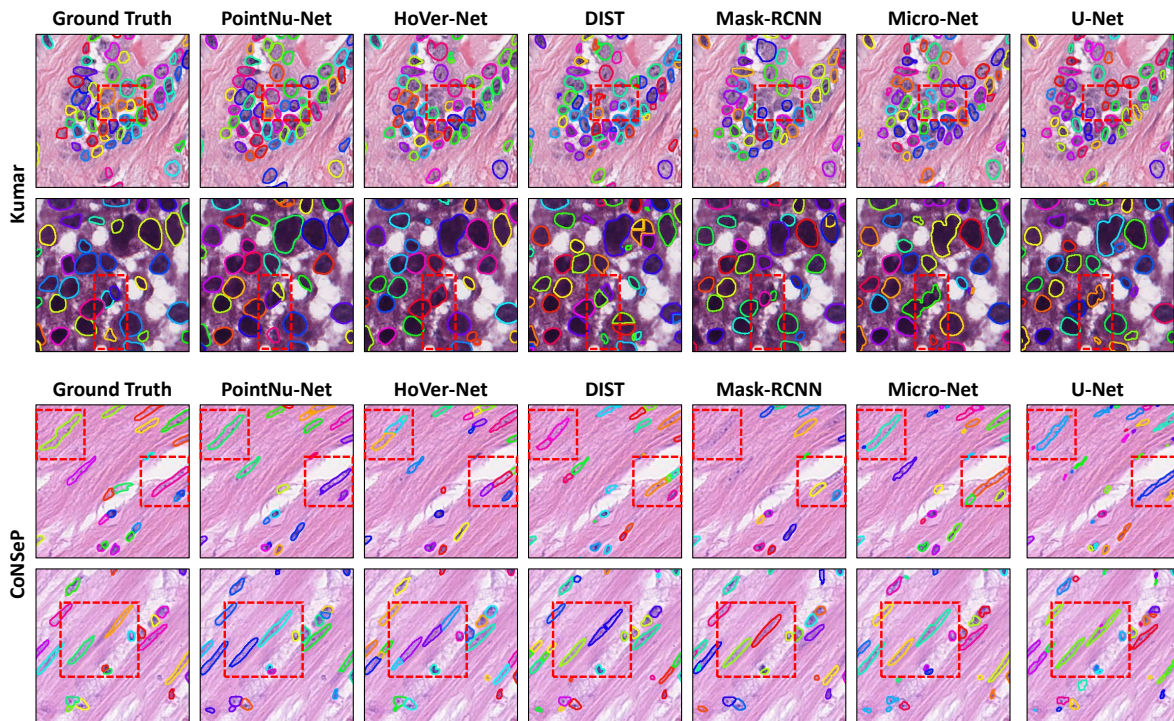 Ground Truth PointNu-Net HoVer-Net DIST Mask-RCNN Micro-Net U-Net
Kumar
Ground Truth PointNu-Net HoVer-Net DIST Mask-RCNN Micro-Net U-Net
CoNSeP